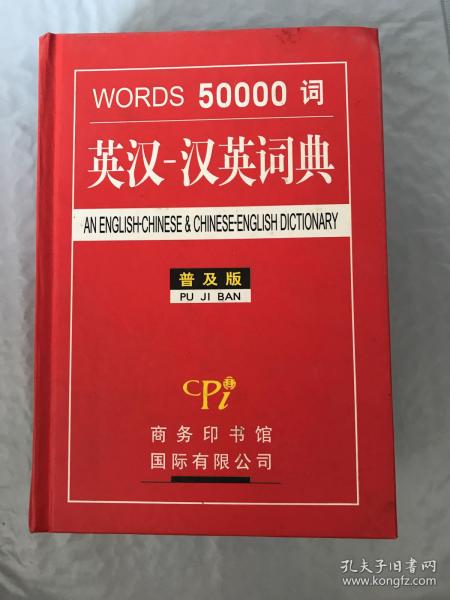 WORDS 50000 词
英汉-汉英词典
AN ENGLISH-CHINESE & CHINESE-ENGLISH DICTIONARY
普及版
PU JI BAN
CPi
商务印书馆
国际有限公司
孔夫子旧书网
www.kongfz.com